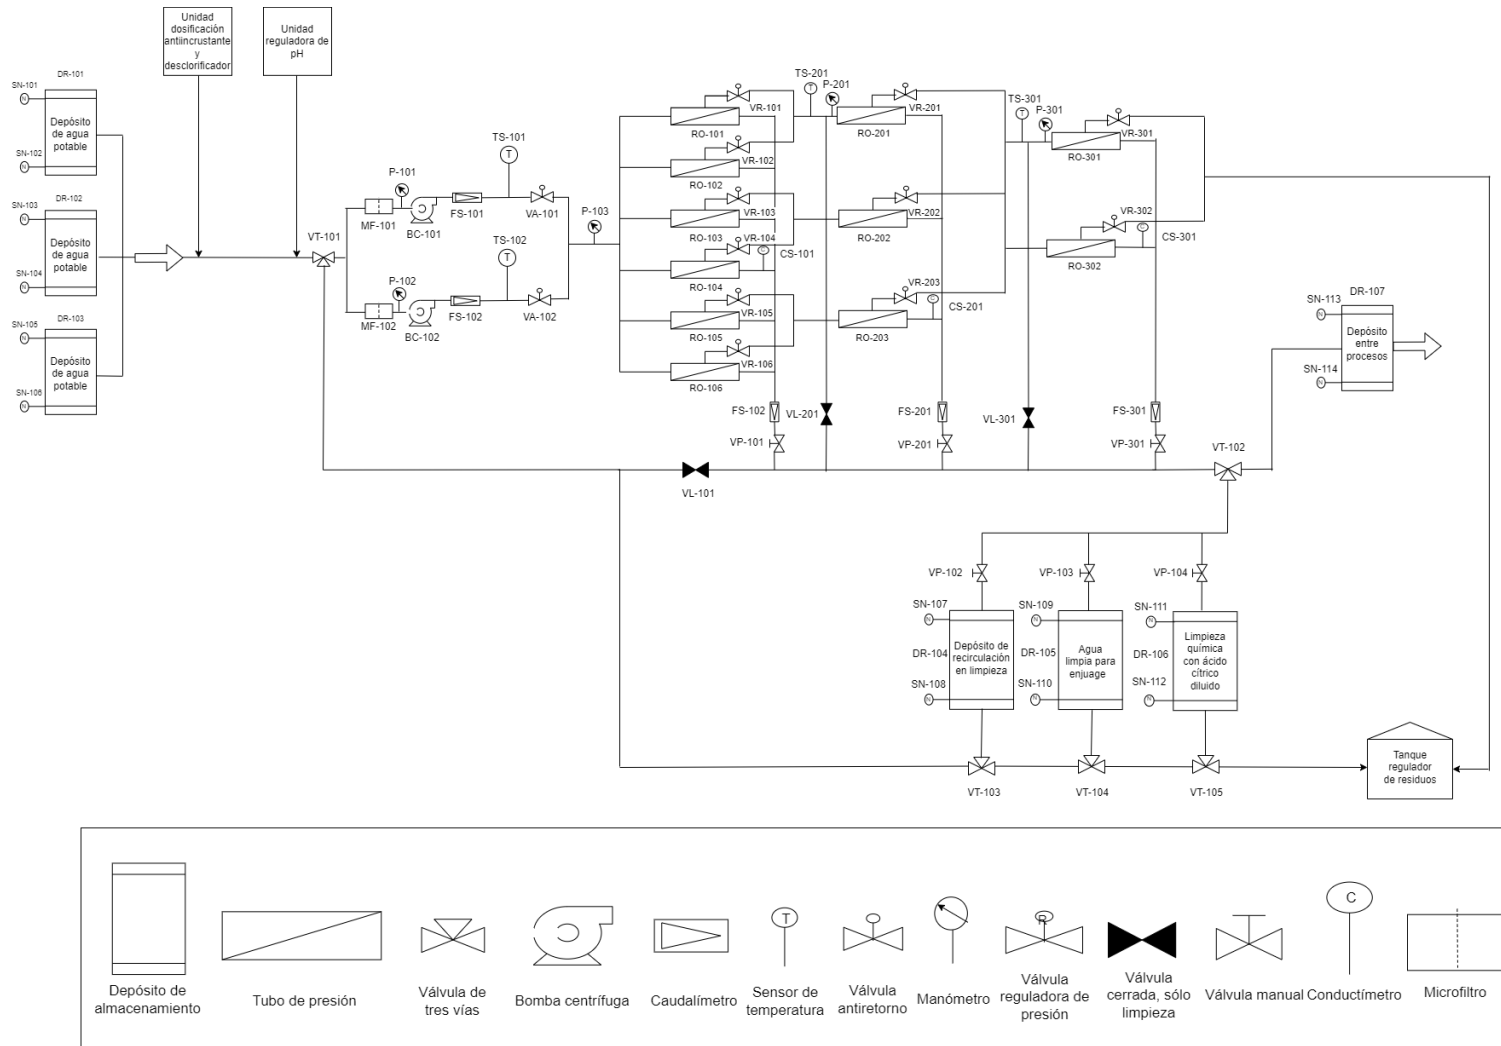 Unidad
dosificación
antiincrustante
y
desclorificador
Unidad
reguladora de
pH
DR-101
SN-101
N
Depósito
de agua
potable
SN-102
N
DR-102
SN-103
N
Depósito
de agua
potable
SN-104
N
DR-103
SN-105
N
Depósito
de agua
potable
SN-106
N
VT-101
P-101
MF-101
BC-101
FS-101
TS-101
T
VA-101
P-102
MF-102
BC-102
FS-102
TS-102
T
VA-102
P-103
VR-101
RO-101
VR-102
RO-102
VR-103
RO-103
VR-104
RO-104
C
CS-101
VR-105
RO-105
VR-106
RO-106
TS-201
T
P-201
VR-201
RO-201
VR-202
RO-202
VR-203
RO-203
C
CS-201
TS-301
T
P-301
VR-301
RO-301
VR-302
RO-302
C
CS-301
FS-102
VL-201
FS-201
VL-301
FS-301
VP-101
VP-201
VP-301
VL-101
VT-102
DR-107
SN-113
N
Depósito
entre
procesos
SN-114
N
VP-102
VP-103
VP-104
SN-107
N
DR-104
Depósito de
recirculación
en limpieza
SN-108
N
SN-109
N
DR-105
Agua
limpia para
enjuage
SN-110
N
SN-111
N
DR-106
Limpieza
química
con ácido
cítrico
diluido
SN-112
N
VT-103
VT-104
VT-105
Tanque
regulador
de residuos
Depósito de
almacenamiento
Tubo de presión
Válvula de
tres vías
Bomba centrífuga
Caudalímetro
T
Sensor de
temperatura
Válvula
antiretorno
Manómetro
R
Válvula
reguladora de
presión
Válvula
cerrada, sólo
limpieza
Válvula manual
C
Conductímetro
Microfiltro